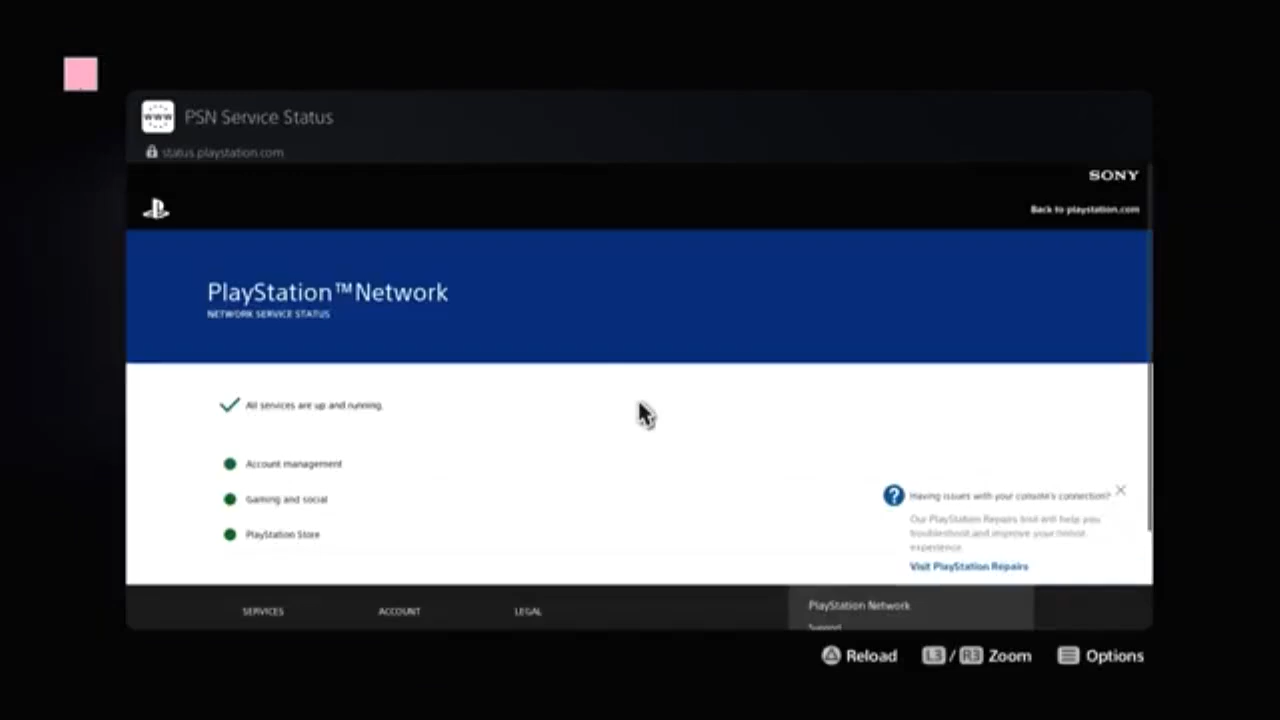 www
PSN Service Status
status.playstation.com
SONY
Back to playstation.com
PlayStation™Network
NETWORK SERVICE STATUS
All services are up and running.
Account management
Gaming and social
PlayStation Store
Having issues with your console's connection?
Our PlayStation Repairs tool will help you
troubleshoot and improve your online
experience.
Visit PlayStation Repairs
SERVICES
ACCOUNT
LEGAL
PlayStation Network
Support
Reload
L3 / R3 Zoom
Options